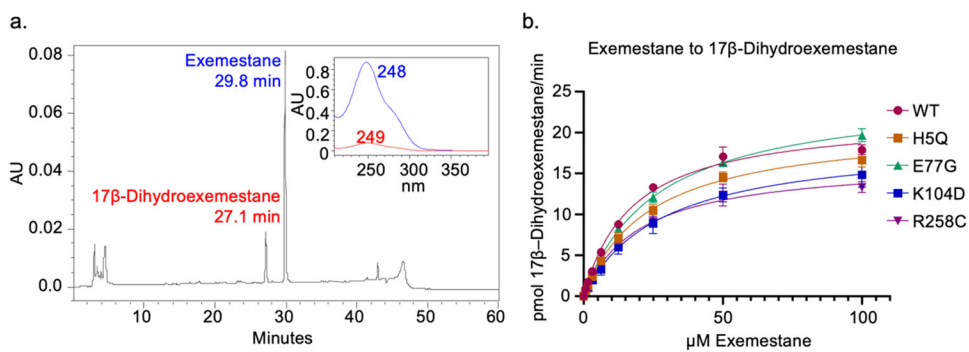 a.
0.08
0.06
0.04
0.02
0.0
AU
Exemestane
29.8 min
17β-Dihydroexemestane
27.1 min
10
20
30
40
50
60
Minutes
0.8
0.6
0.4
0.2
0
AU
248
249
250
300
350
nm
b.
Exemestane to 17β-Dihydroexemestane
pmol 17β–Dihydroexemestane/min
25
20
15
10
5
0
0
50
100
µM Exemestane
WT
H5Q
E77G
K104D
R258C